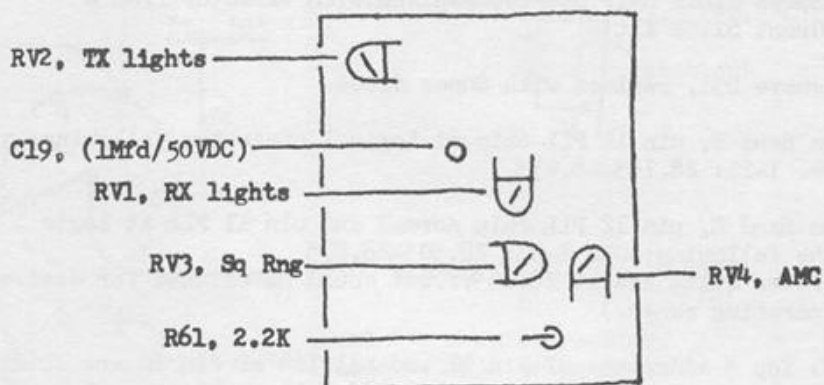 RV2, TX lights
C19, (1Mfd/50VDC)
RV1, RX lights
RV3, Sq Rng
RV4, AMC
R61, 2.2K